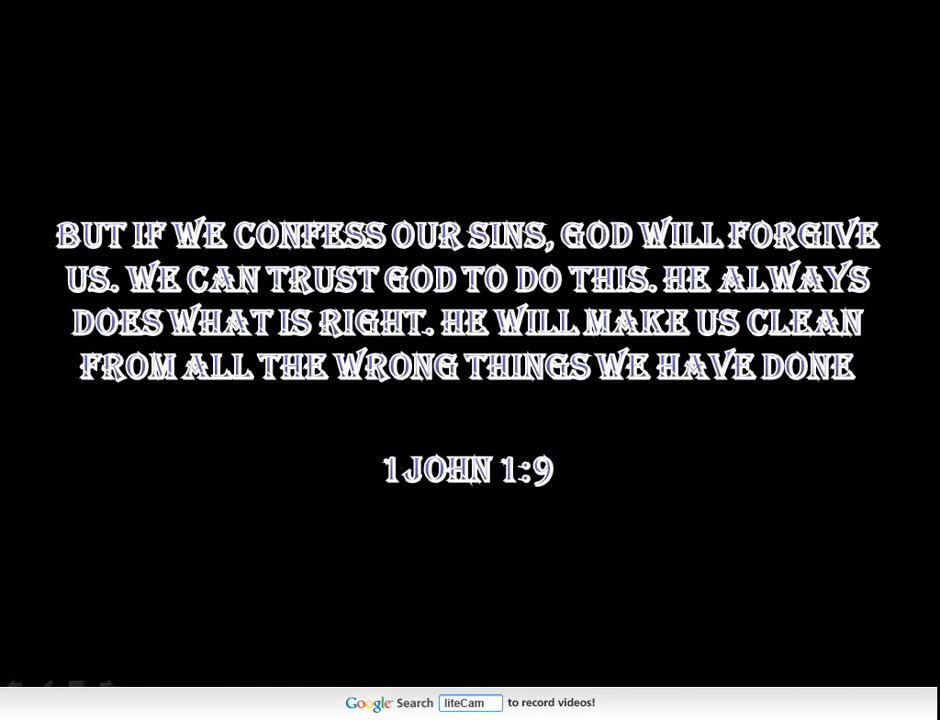 BUT IF WE CONFESS OUR SINS, GOD WILL FORGIVE
US. WE CAN TRUST GOD TO DO THIS. HE ALWAYS
DOES WHAT IS RIGHT. HE WILL MAKE US CLEAN
FROM ALL THE WRONG THINGS WE HAVE DONE
1 JOHN 1:9
Google Search liteCam to record videos!